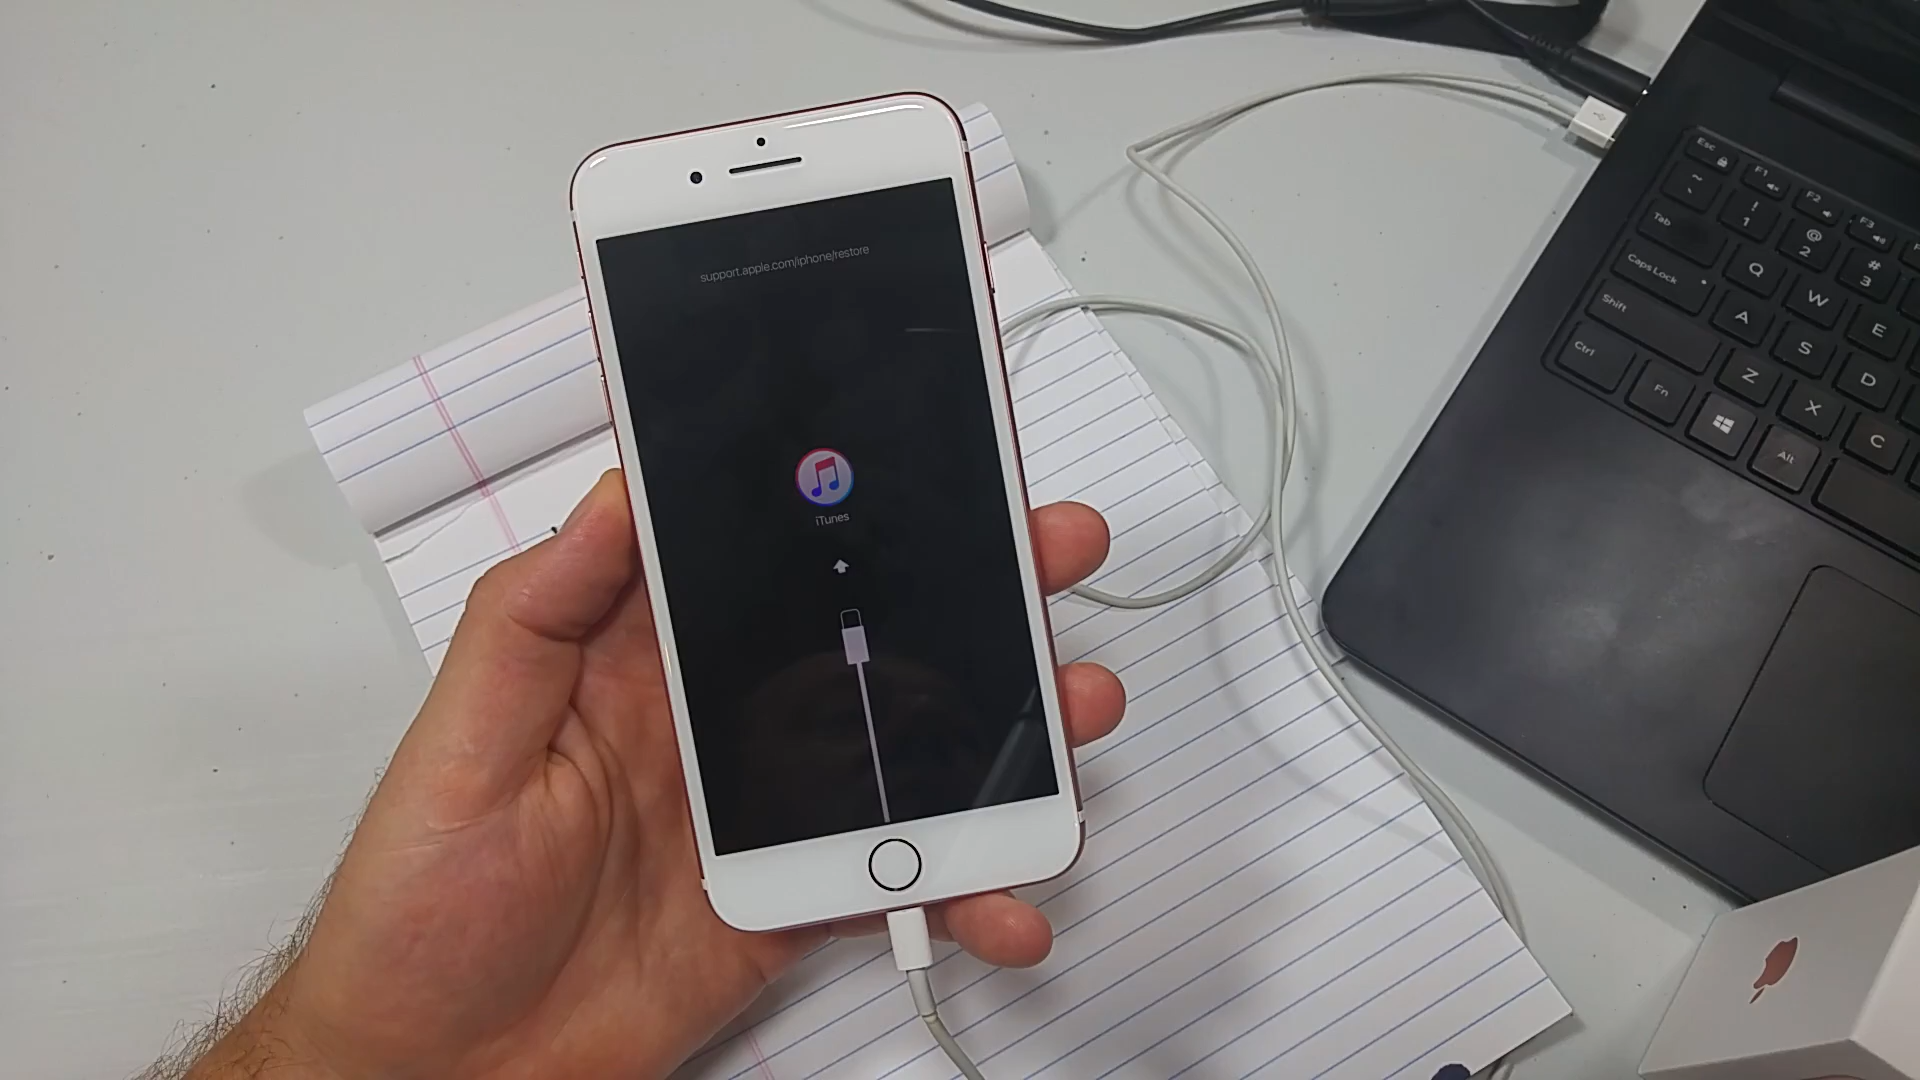 support.apple.com/iphone/restore
iTunes
Esc
F1
F2
F3
~
`
!
1
@
2
#
3
Tab
Q
W
E
Caps Lock
A
S
D
Shift
Z
X
C
Ctrl
Fn
Alt